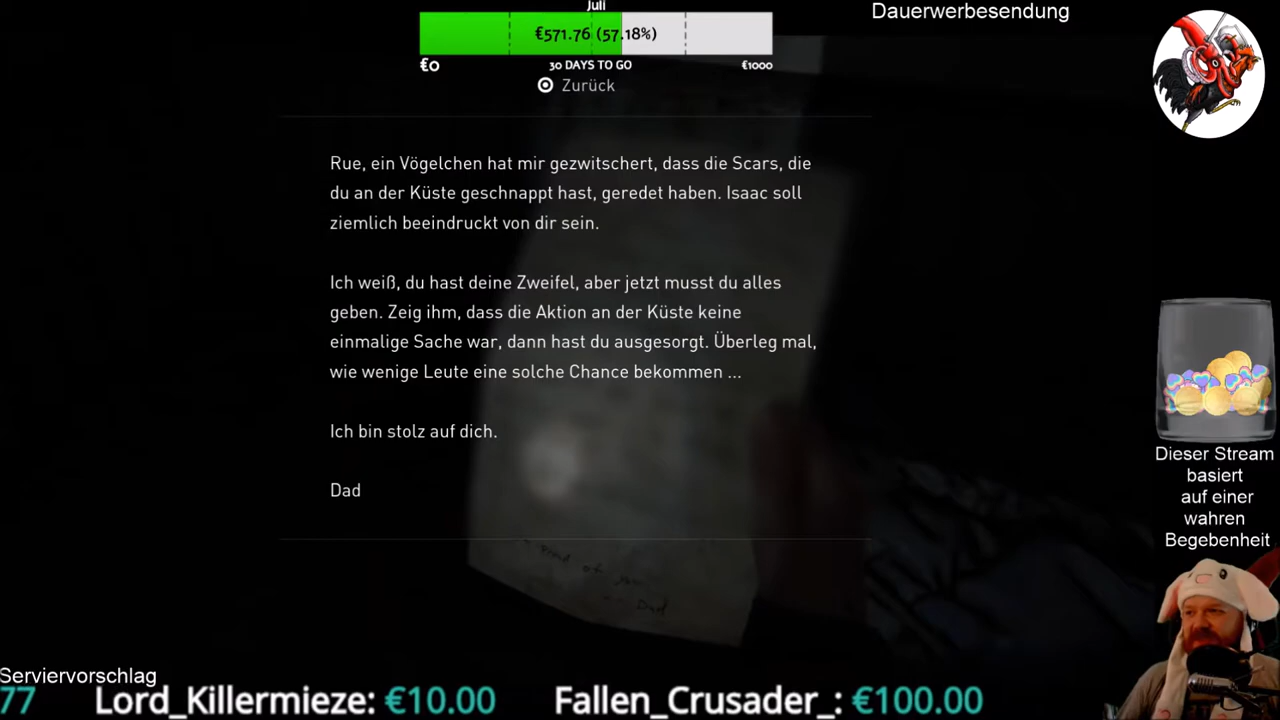 Juli
€571.76 (57.18%)
€0
30 DAYS TO GO
€1000
Zurück
Dauerwerbesendung
Rue, ein Vögelchen hat mir gezwitschert, dass die Scars, die
du an der Küste geschnappt hast, geredet haben. Isaac soll
ziemlich beeindruckt von dir sein.
Ich weiß, du hast deine Zweifel, aber jetzt musst du alles
geben. Zeig ihm, dass die Aktion an der Küste keine
einmalige Sache war, dann hast du ausgesorgt. Überleg mal,
wie wenige Leute eine solche Chance bekommen ...
Ich bin stolz auf dich.
Dad
of you
Dad
Dieser Stream
basiert
auf einer
wahren
Begebenheit
Serviervorschlag
77 Lord_Killermieze: €10.00 Fallen_Crusader_: €100.00